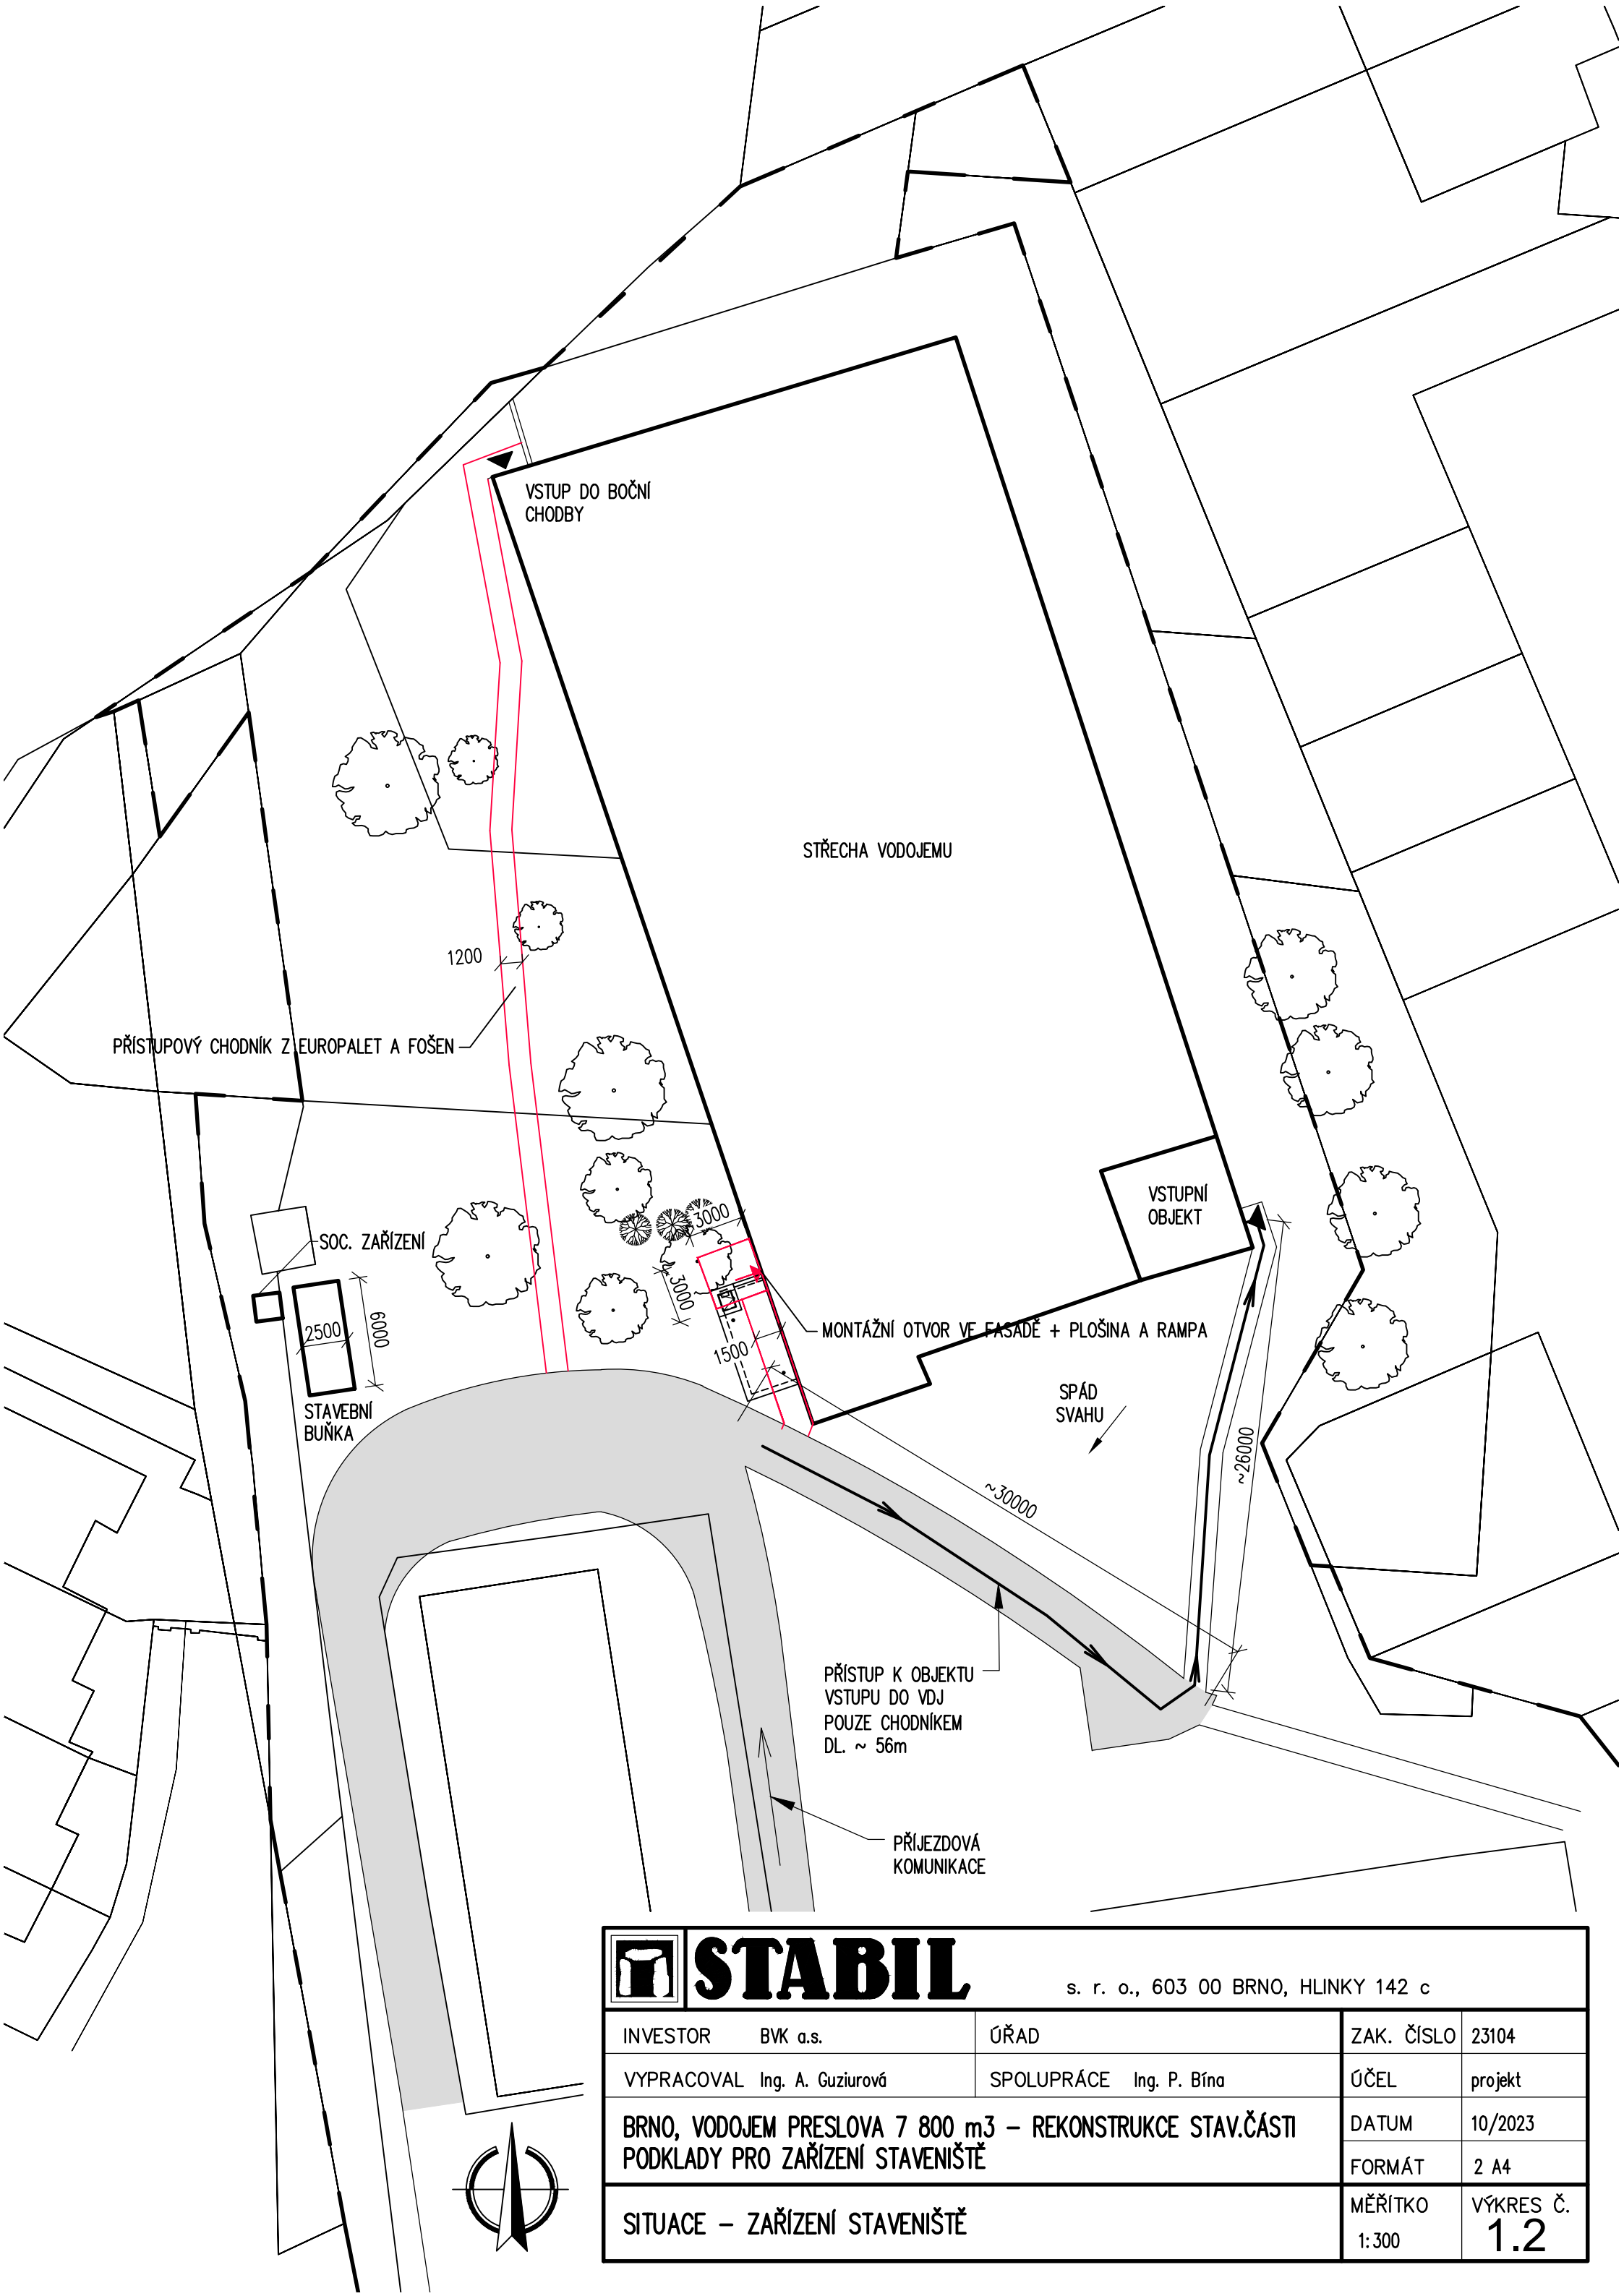 VSTUP DO BOČNÍ
CHODBY
STŘECHA VODOJEMU
1200
PŘÍSTUPOVÝ CHODNÍK Z EUROPALET A FOŠEN
VSTUPNÍ
OBJEKT
3000
SOC. ZAŘÍZENÍ
3000
2500
6000
MONTÁŽNÍ OTVOR VE FASÁDĚ + PLOŠINA A RAMPA
1500
STAVEBNÍ
BUŇKA
SPÁD
SVAHU
~26000
~30000
PŘÍSTUP K OBJEKTU
VSTUPU DO VDJ
POUZE CHODNÍKEM
DL. ~ 56m
PŘÍJEZDOVÁ
KOMUNIKACE
STABIL
s. r. o., 603 00 BRNO, HLINKY 142 c
INVESTOR BVK a.s. ÚŘAD ZAK. ČÍSLO 23104
VYPRACOVAL Ing. A. Guziurová SPOLUPRÁCE Ing. P. Bína ÚČEL projekt
BRNO, VODOJEM PRESLOVA 7 800 m3 – REKONSTRUKCE STAV.ČÁSTI
PODKLADY PRO ZAŘÍZENÍ STAVENIŠTĚ
DATUM 10/2023
FORMÁT 2 A4
SITUACE – ZAŘÍZENÍ STAVENIŠTĚ
MĚŘÍTKO VÝKRES Č.
1:300 1.2